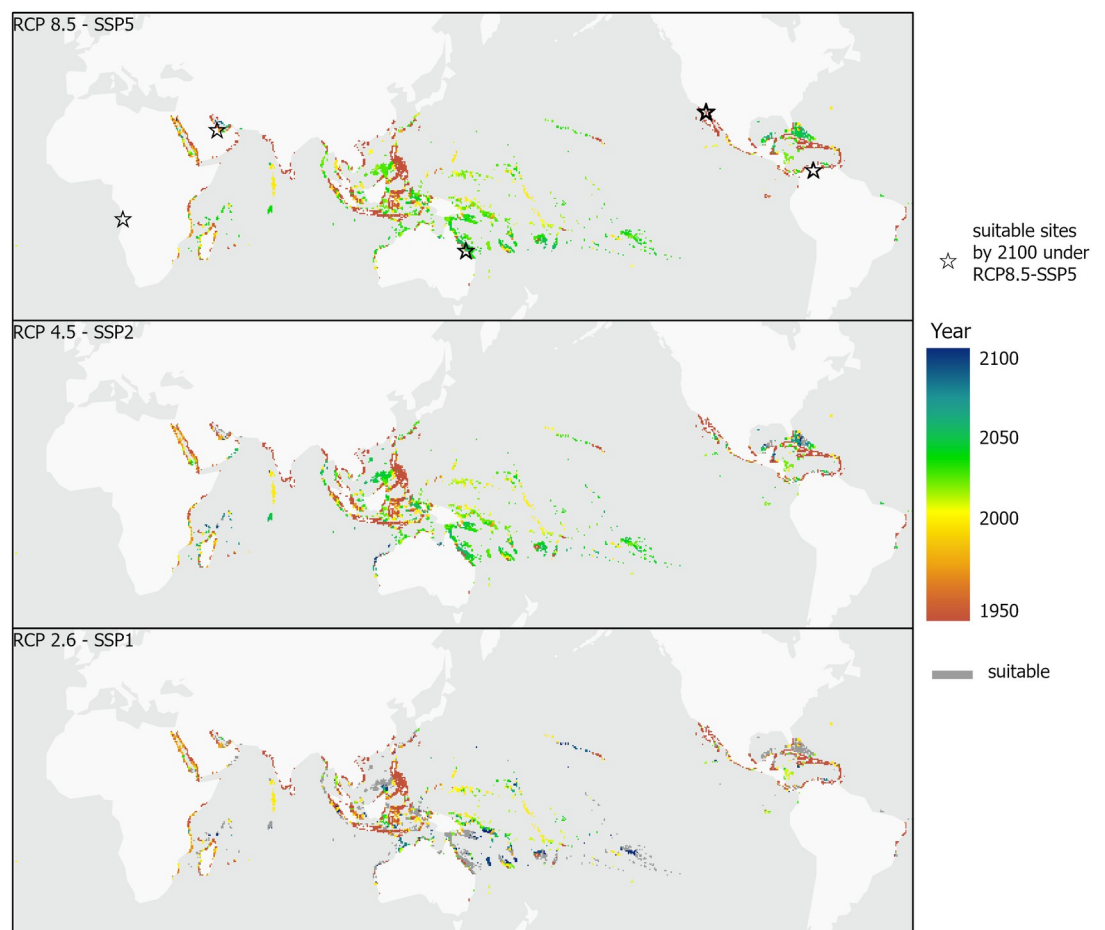 RCP 8.5 - SSP5
suitable sites
by 2100 under
RCP8.5-SSP5
RCP 4.5 - SSP2
Year
2100
2050
2000
1950
RCP 2.6 - SSP1
suitable